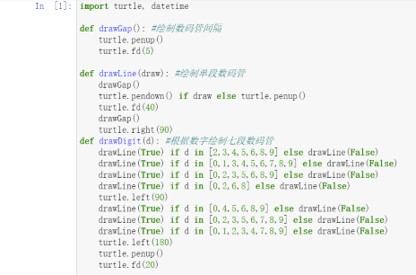 In [1]: import turtle, datetime
def drawGap(): #绘制数码管间隔
turtle.penup()
turtle.fd(5)
def drawLine(draw): #绘制单段数码管
drawGap()
turtle.pendown() if draw else turtle.penup()
turtle.fd(40)
drawGap()
turtle.right(90)
def drawDigit(d): #根据数字绘制七段数码管
drawLine(True) if d in [2,3,4,5,6,8,9] else drawLine(False)
drawLine(True) if d in [0,1,3,4,5,6,7,8,9] else drawLine(False)
drawLine(True) if d in [0,2,3,5,6,8,9] else drawLine(False)
drawLine(True) if d in [0,2,6,8] else drawLine(False)
turtle.left(90)
drawLine(True) if d in [0,4,5,6,8,9] else drawLine(False)
drawLine(True) if d in [0,2,3,5,6,7,8,9] else drawLine(False)
drawLine(True) if d in [0,1,2,3,4,7,8,9] else drawLine(False)
turtle.left(180)
turtle.penup()
turtle.fd(20)